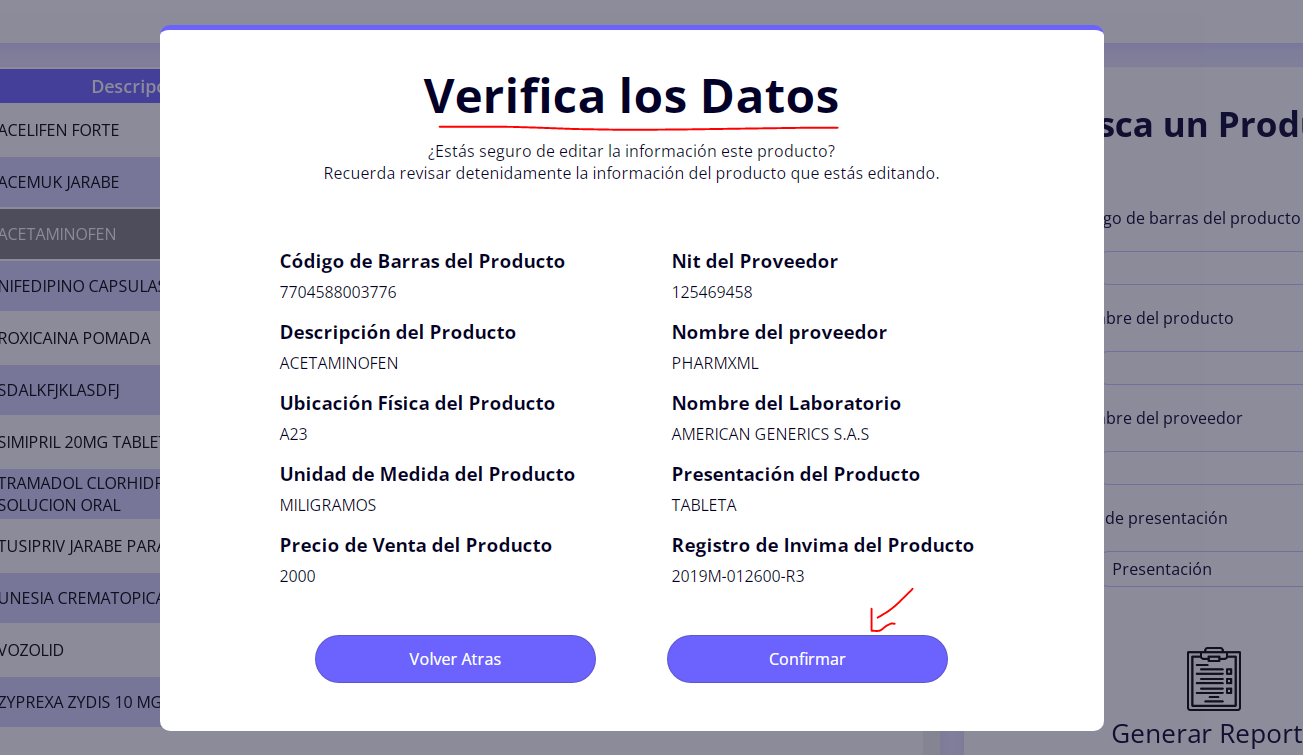 Verifica los Datos
¿Estás seguro de editar la información este producto?
Recuerda revisar detenidamente la información del producto que estás editando.
Código de Barras del Producto
7704588003776
Nit del Proveedor
125469458
Descripción del Producto
ACETAMINOFEN
Nombre del proveedor
PHARMXML
Ubicación Física del Producto
A23
Nombre del Laboratorio
AMERICAN GENERICS S.A.S
Unidad de Medida del Producto
MILIGRAMOS
Presentación del Producto
TABLETA
Precio de Venta del Producto
2000
Registro de Invima del Producto
2019M-012600-R3
Volver Atras
Confirmar
Descripc
ACELIFEN FORTE
ACEMUK JARABE
ACETAMINOFEN
NIFEDIPINO CAPSULAS
ROXICAINA POMADA
SDALKFJKLASDFJ
SIMIPRIL 20MG TABLET
TRAMADOL CLORHIDR
SOLUCION ORAL
TUSIPRIV JARABE PARA
UNESIA CREMATOPICA
VOZOLID
ZYPREXA ZYDIS 10 MG
sca un Produ
go de barras del producto
bre del producto
bre del proveedor
de presentación
Presentación
Generar Report